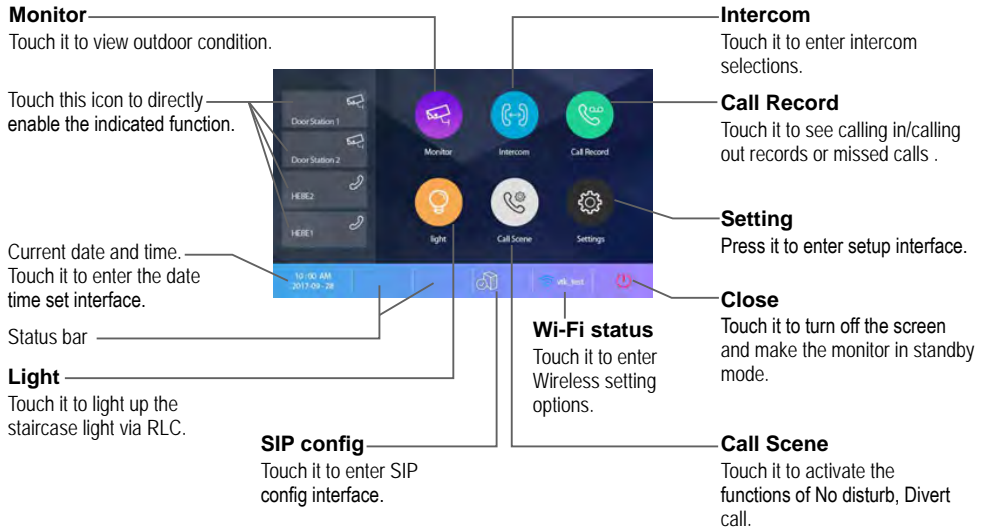 Monitor
Touch it to view outdoor condition.
Touch this icon to directly
enable the indicated function.
Current date and time.
Touch it to enter the date
time set interface.
Status bar
Light
Touch it to light up the
staircase light via RLC.
SIP config
Touch it to enter SIP
config interface.
Door Station 1
Door Station 2
HEBE2
HEBE1
Monitor
Intercom
Call Record
light
Call Scene
Settings
10:00 AM
2017-09-28
vtk_test
Wi-Fi status
Touch it to enter
Wireless setting
options.
Intercom
Touch it to enter intercom
selections.
Call Record
Touch it to see calling in/calling
out records or missed calls .
Setting
Press it to enter setup interface.
Close
Touch it to turn off the screen
and make the monitor in standby
mode.
Call Scene
Touch it to activate the
functions of No disturb, Divert
call.